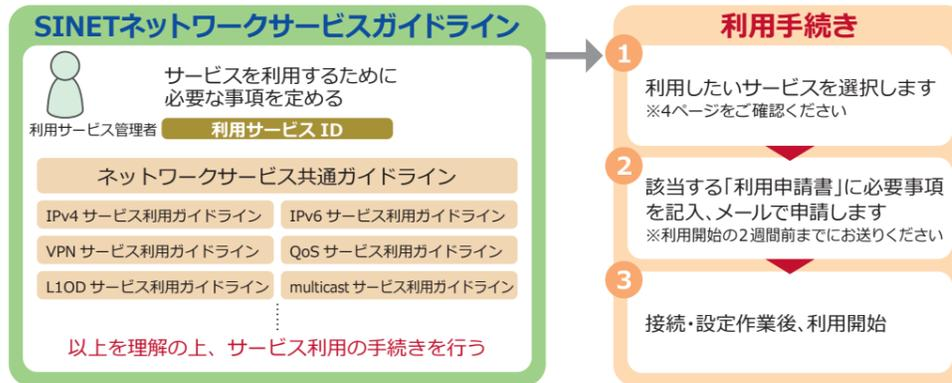 SINETネットワークサービスガイドライン
サービスを利用するために
必要な事項を定める
利用サービス管理者
利用サービス ID
ネットワークサービス共通ガイドライン
IPv4 サービス利用ガイドライン
IPv6 サービス利用ガイドライン
VPN サービス利用ガイドライン
QoS サービス利用ガイドライン
L1OD サービス利用ガイドライン
multicast サービス利用ガイドライン
以上を理解の上、サービス利用の手続きを行う
利用手続き
1
利用したいサービスを選択します
※4ページをご確認ください
2
該当する「利用申請書」に必要事項
を記入、メールで申請します
※利用開始の2週間前までにお送りください
3
接続・設定作業後、利用開始